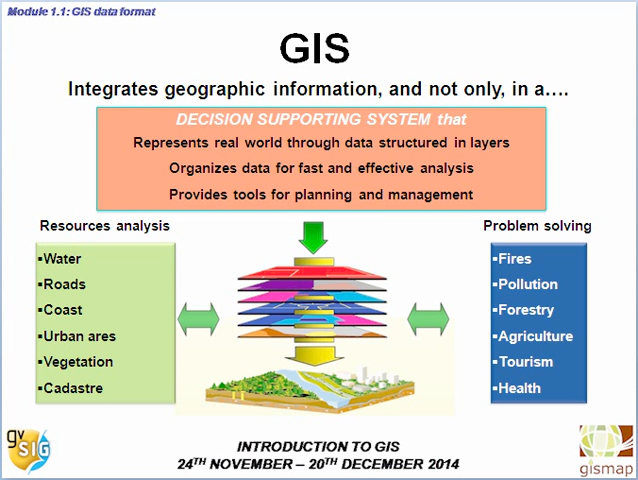 Module 1.1: GIS data format
GIS
Integrates geographic information, and not only, in a….
DECISION SUPPORTING SYSTEM that
Represents real world through data structured in layers
Organizes data for fast and effective analysis
Provides tools for planning and management
Resources analysis
▪Water
▪Roads
▪Coast
▪Urban ares
▪Vegetation
▪Cadastre
Problem solving
▪Fires
▪Pollution
▪Forestry
▪Agriculture
▪Tourism
▪Health
gv
SIG
INTRODUCTION TO GIS
24TH NOVEMBER – 20TH DECEMBER 2014
gismap